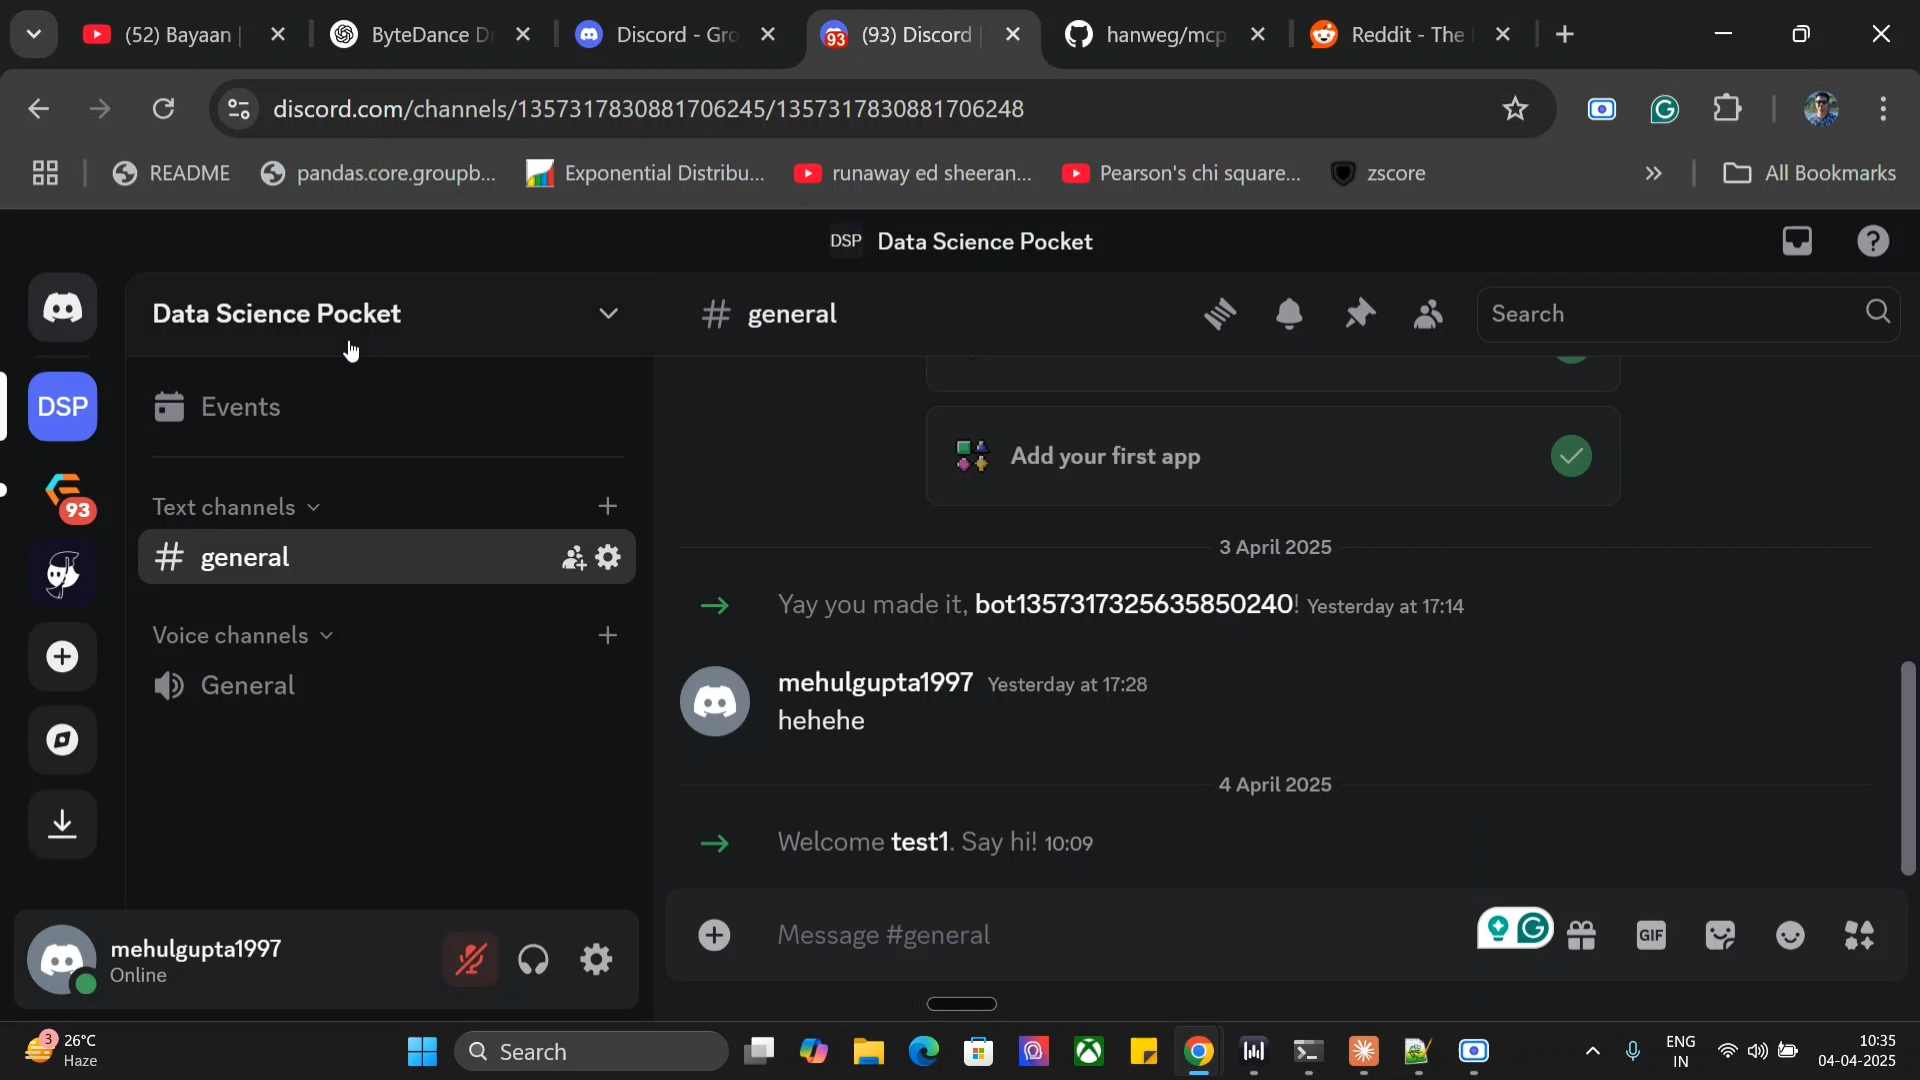 (52) Bayaan
ByteDance D
Discord - Gro
93
(93) Discord
hanweg/mcp
Reddit - The
discord.com/channels/1357317830881706245/1357317830881706248
README
pandas.core.groupb...
Exponential Distribu...
runaway ed sheeran...
Pearson's chi square...
zscore
All Bookmarks
DSP Data Science Pocket
Data Science Pocket
general
Search
Events
DSP
Add your first app
93
Text channels
general
3 April 2025
Yay you made it, bot1357317325635850240! Yesterday at 17:14
Voice channels
General
mehulgupta1997 Yesterday at 17:28
hehehe
4 April 2025
Welcome test1. Say hi! 10:09
mehulgupta1997
Online
Message #general
GIF
3
26°C
Haze
Search
ENG
IN
10:35
04-04-2025